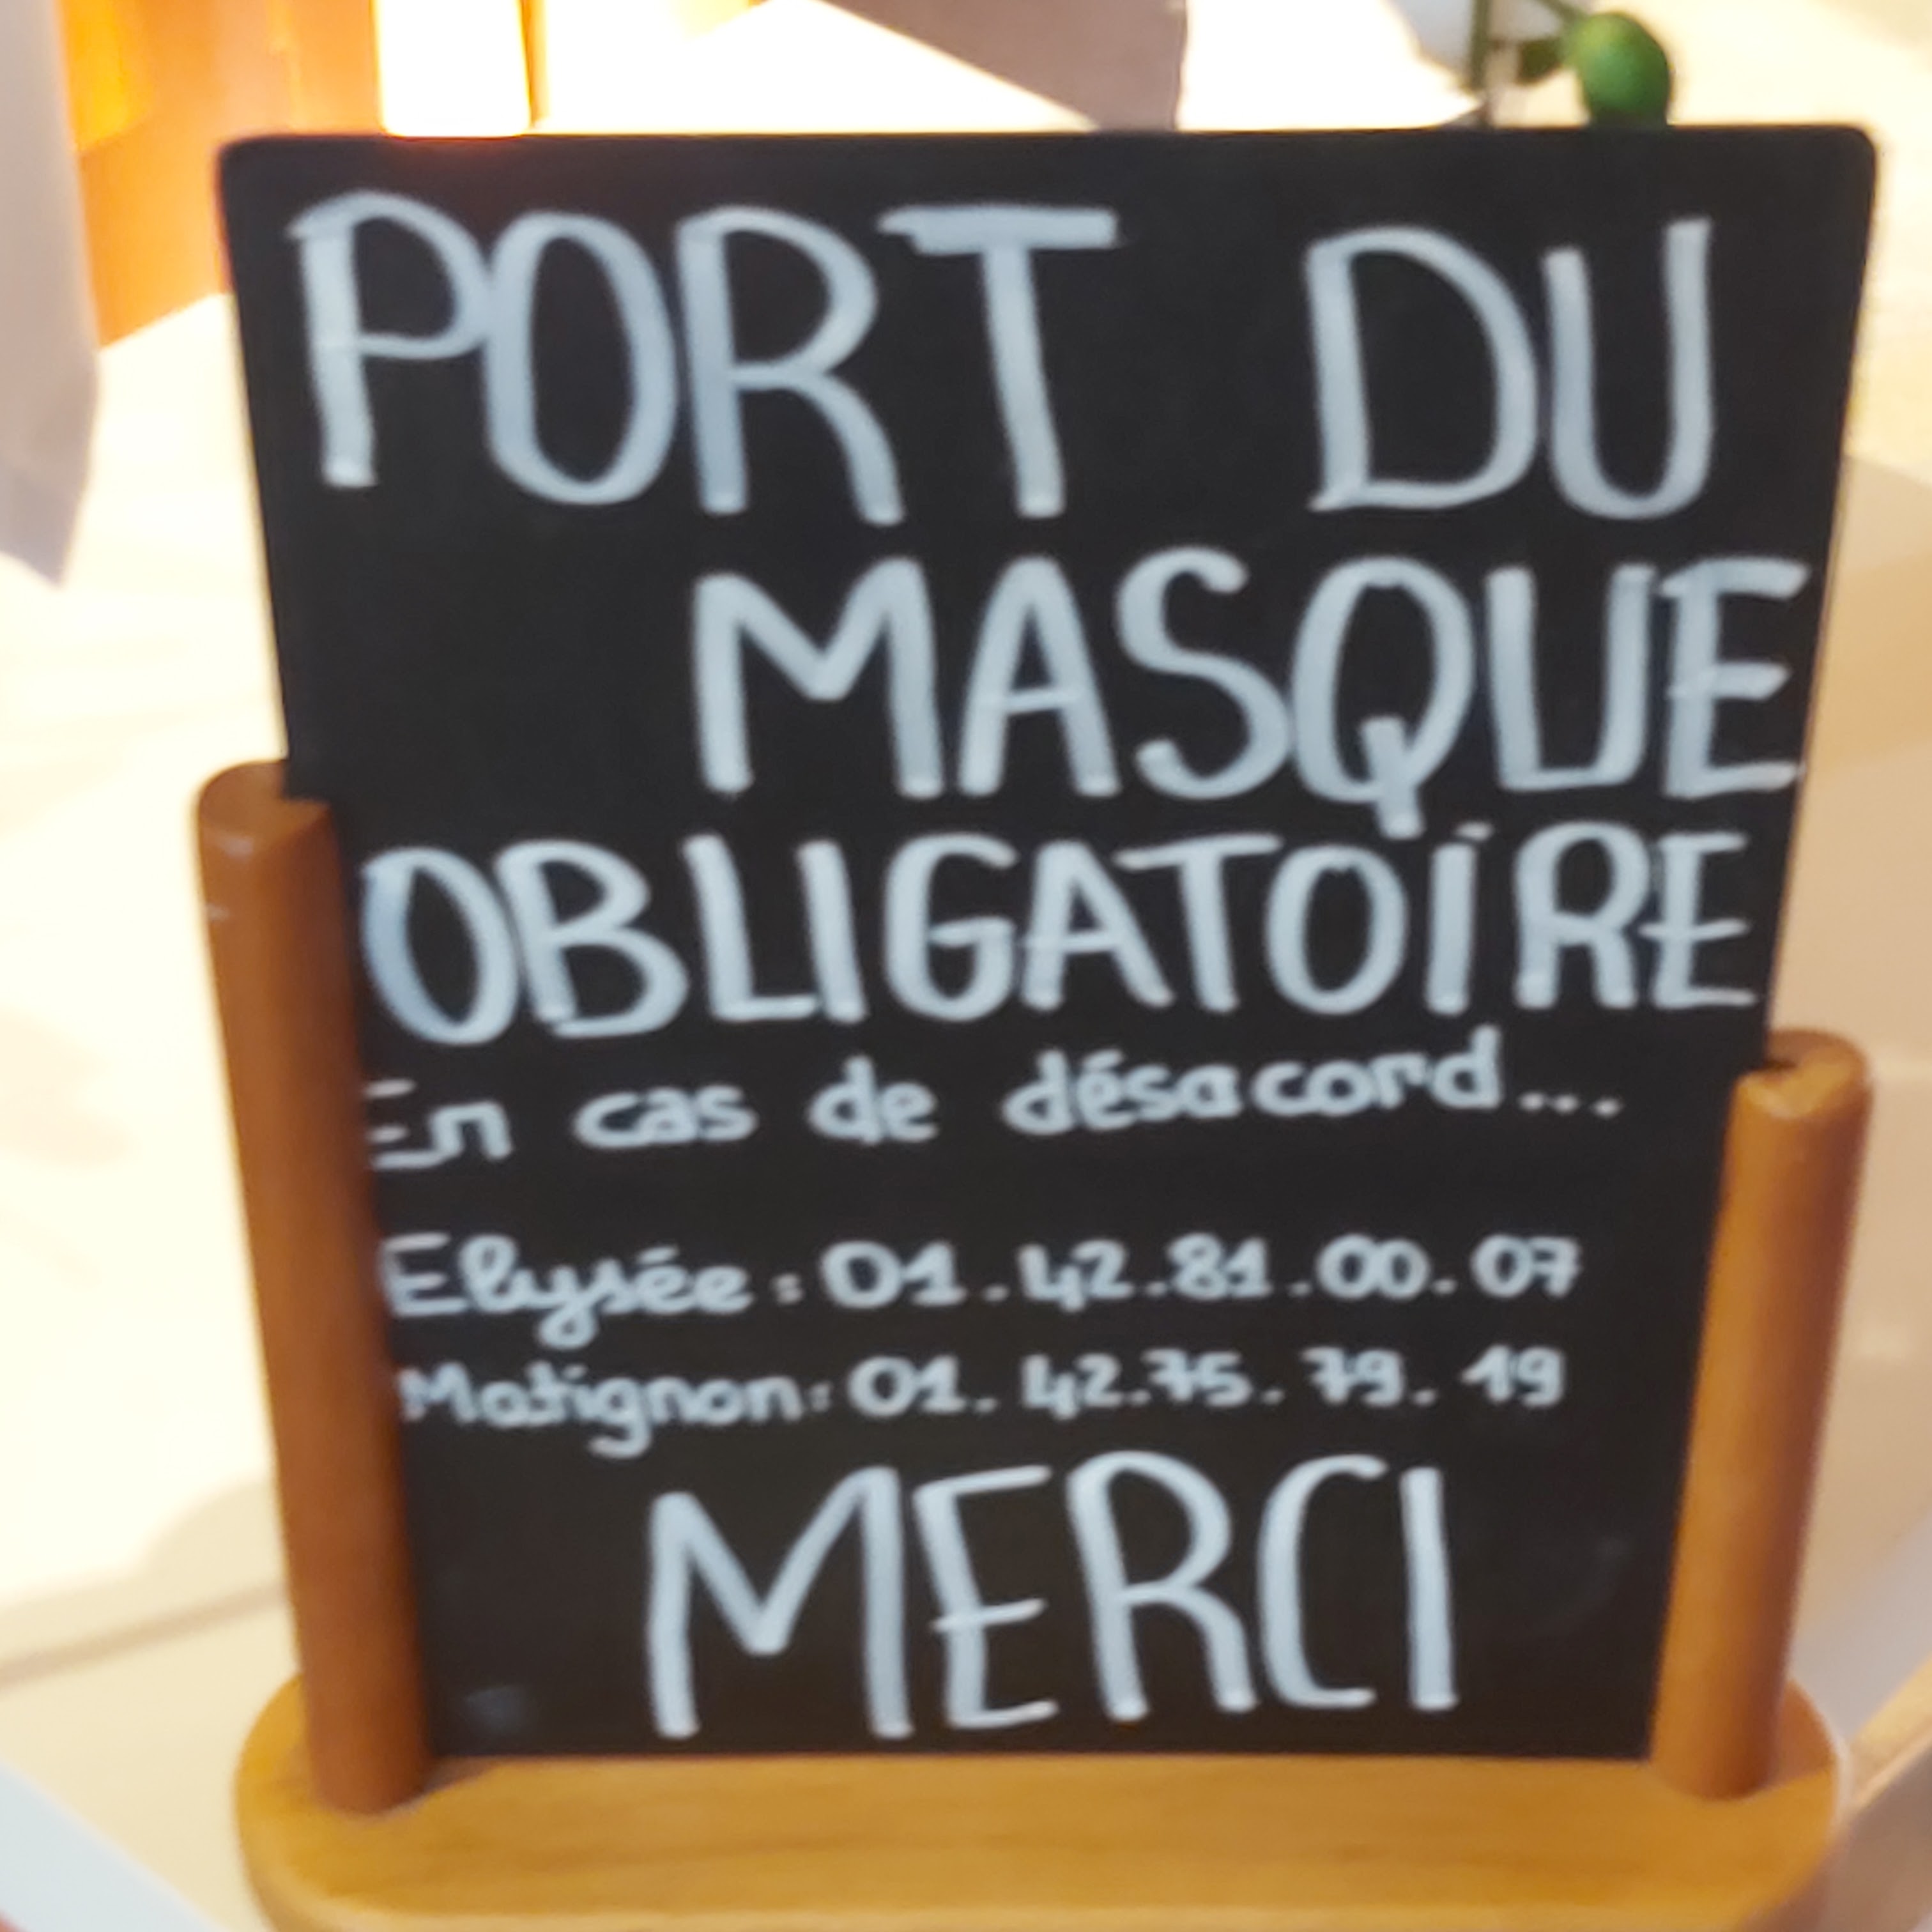 PORT DU
MASQUE
OBLIGATOIRE
En cas de désacord...
Elysée : 01.42.81.00.07
Matignon : 01.42.75.79.19
MERCI